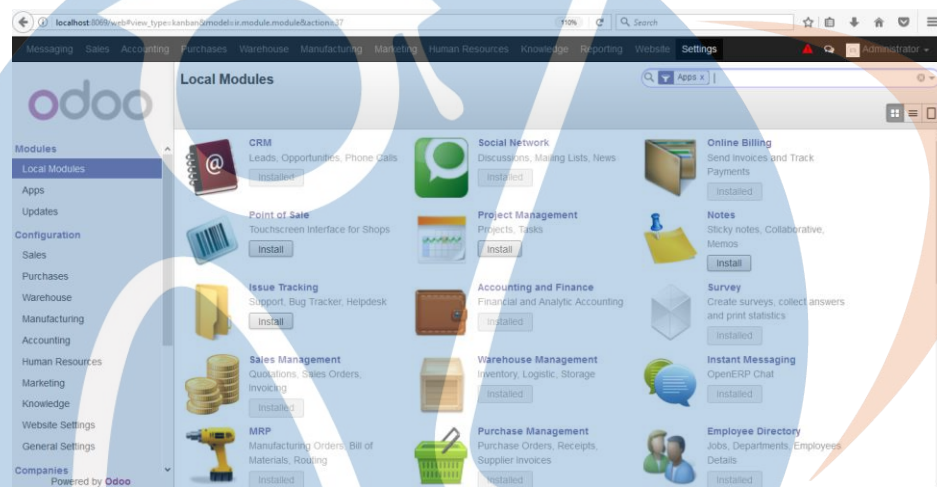 localhost:8069/web#view_type=kanban&model=ir.module.module&action=37
110%
Search
Messaging Sales Accounting Purchases Warehouse Manufacturing Marketing Human Resources Knowledge Reporting Website Settings
Administrator
odoo
Modules
Local Modules
Apps
Updates
Configuration
Sales
Purchases
Warehouse
Manufacturing
Accounting
Human Resources
Marketing
Knowledge
Website Settings
General Settings
Companies
Powered by Odoo
Local Modules
Apps x
CRM
Leads, Opportunities, Phone Calls
Installed
Social Network
Discussions, Mailing Lists, News
Installed
Online Billing
Send Invoices and Track
Payments
Installed
Point of Sale
Touchscreen Interface for Shops
Install
Project Management
Projects, Tasks
Install
Notes
Sticky notes, Collaborative,
Memos
Install
Issue Tracking
Support, Bug Tracker, Helpdesk
Install
Accounting and Finance
Financial and Analytic Accounting
Installed
Survey
Create surveys, collect answers
and print statistics
Installed
Sales Management
Quotations, Sales Orders,
Invoicing
Installed
Warehouse Management
Inventory, Logistic, Storage
Installed
Instant Messaging
OpenERP Chat
Installed
MRP
Manufacturing Orders, Bill of
Materials, Routing
Installed
Purchase Management
Purchase Orders, Receipts,
Supplier Invoices
Installed
Employee Directory
Jobs, Departments, Employees
Details
Installed